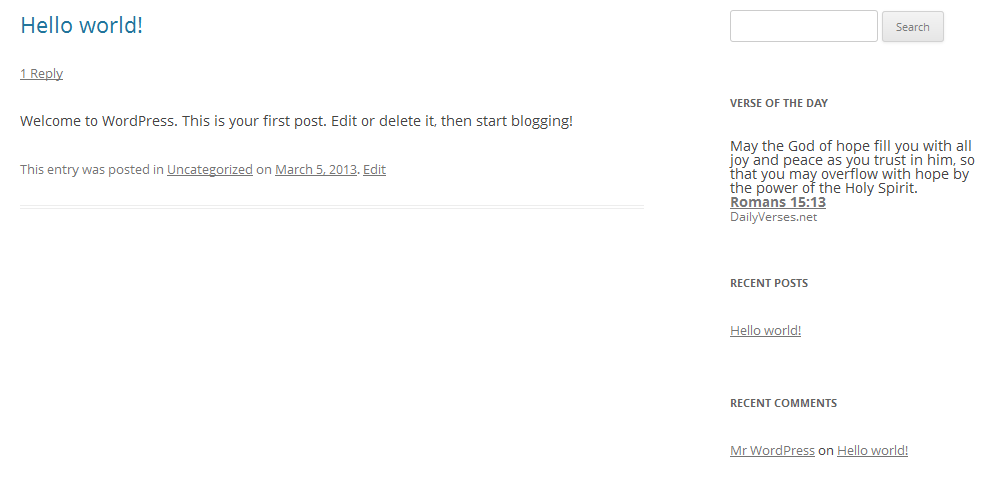 Hello world!
1 Reply
Welcome to WordPress. This is your first post. Edit or delete it, then start blogging!
This entry was posted in Uncategorized on March 5, 2013. Edit
Search
VERSE OF THE DAY
May the God of hope fill you with all
joy and peace as you trust in him, so
that you may overflow with hope by
the power of the Holy Spirit.
Romans 15:13
DailyVerses.net
RECENT POSTS
Hello world!
RECENT COMMENTS
Mr WordPress on Hello world!